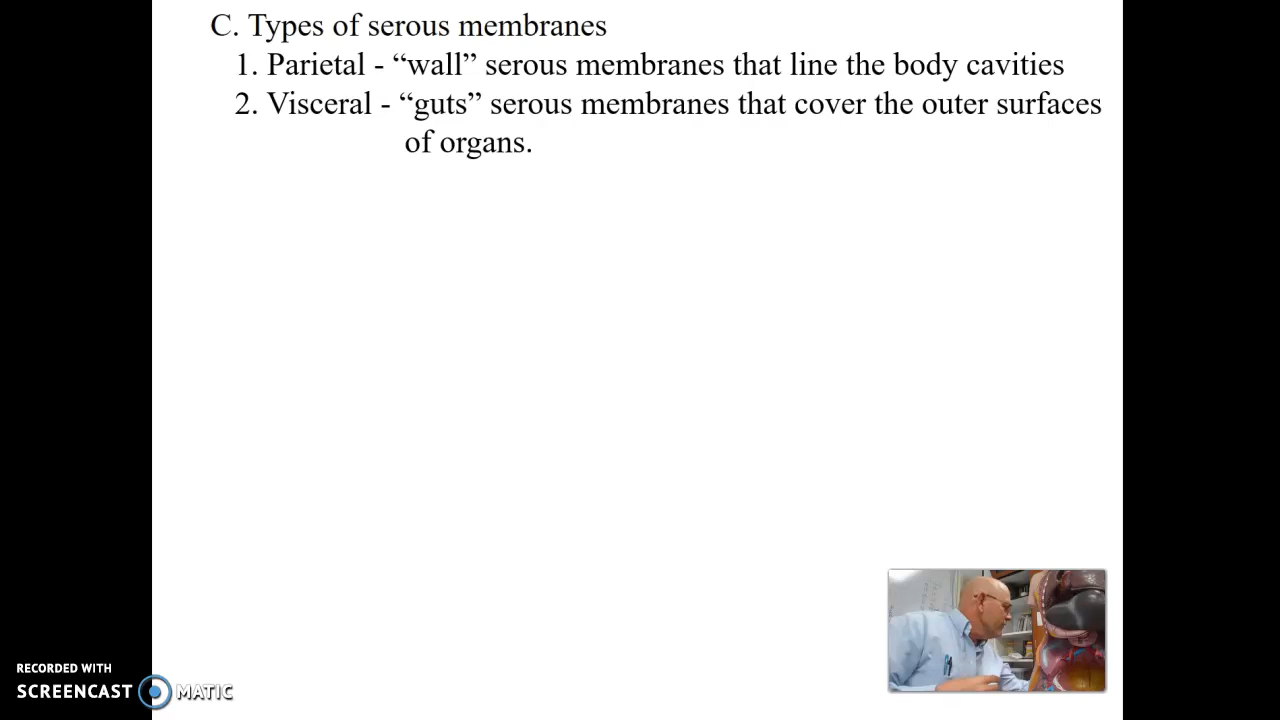 C. Types of serous membranes
1. Parietal - “wall” serous membranes that line the body cavities
2. Visceral - “guts” serous membranes that cover the outer surfaces
of organs.
RECORDED WITH
SCREENCAST MATIC